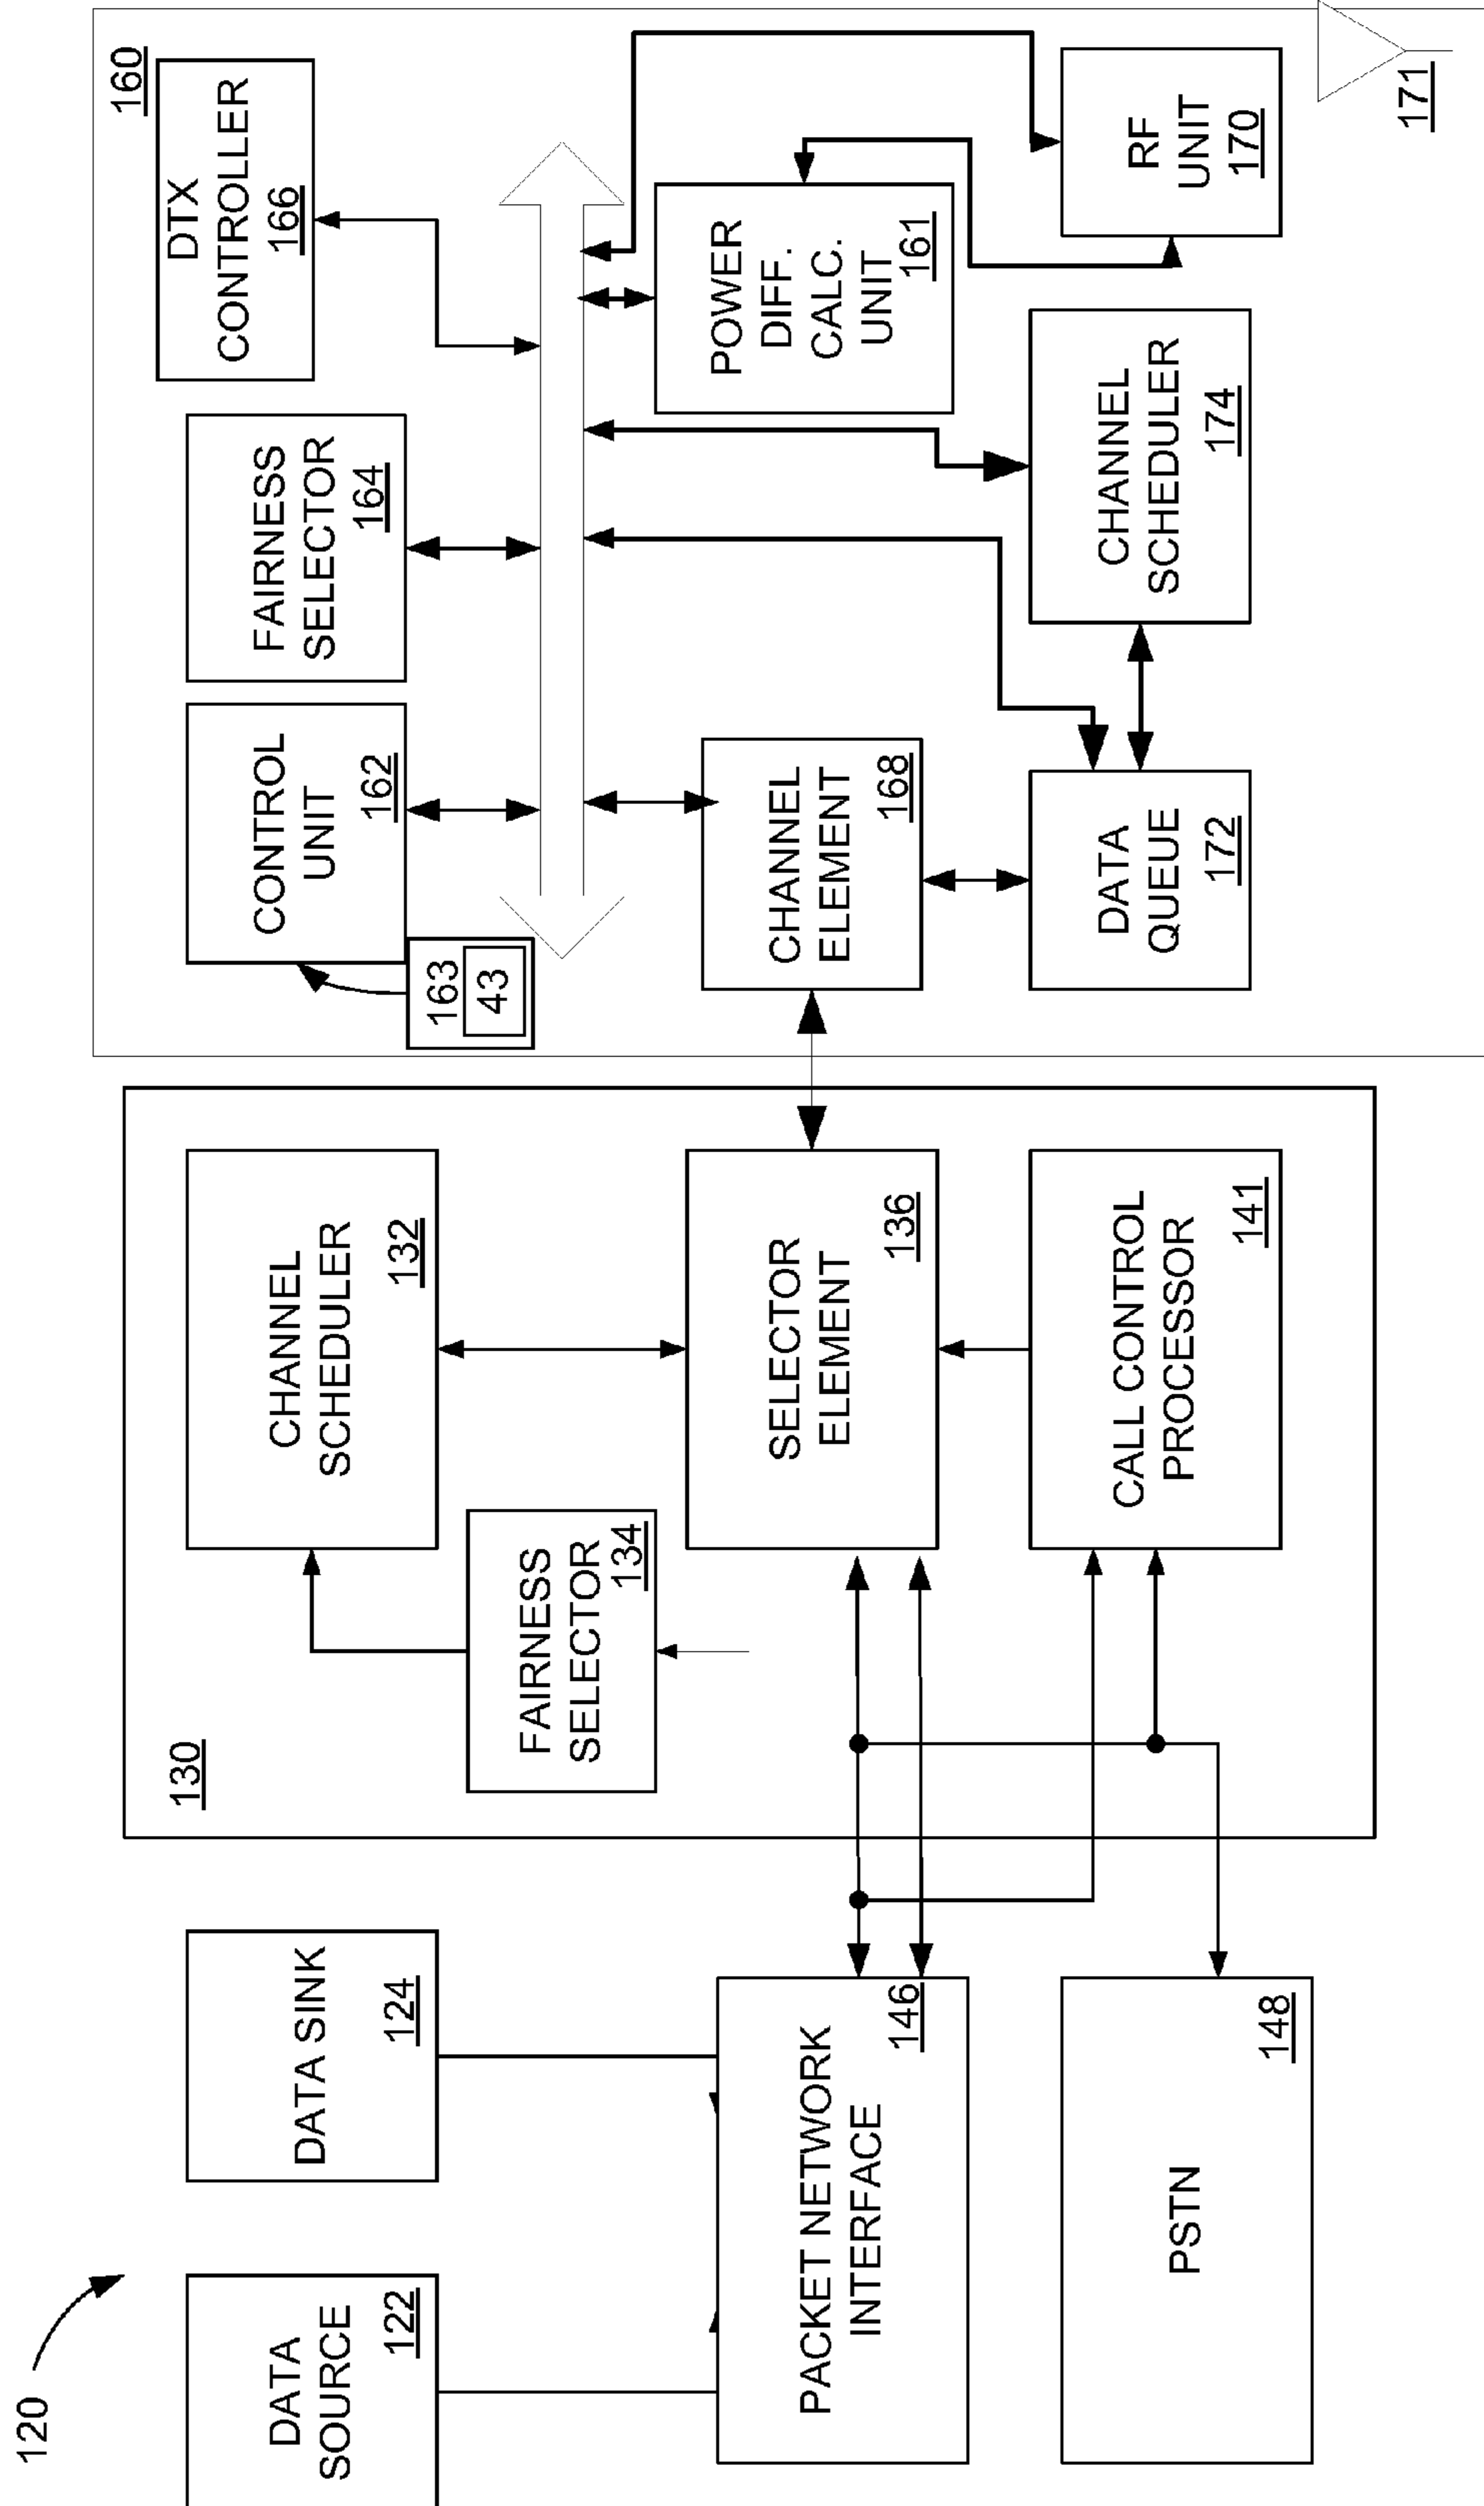 120
DATA
SOURCE
122
DATA SINK
124
PACKET NETWORK
INTERFACE
146
PSTN
148
130
CHANNEL
SCHEDULER
132
FAIRNESS
SELECTOR
134
SELECTOR
ELEMENT
136
CALL CONTROL
PROCESSOR
141
160
CONTROL
UNIT
162
163
43
FAIRNESS
SELECTOR
164
DTX
CONTROLLER
166
CHANNEL
ELEMENT
168
POWER
DIFF.
CALC.
UNIT
161
DATA
QUEUE
172
CHANNEL
SCHEDULER
174
RF
UNIT
170
171